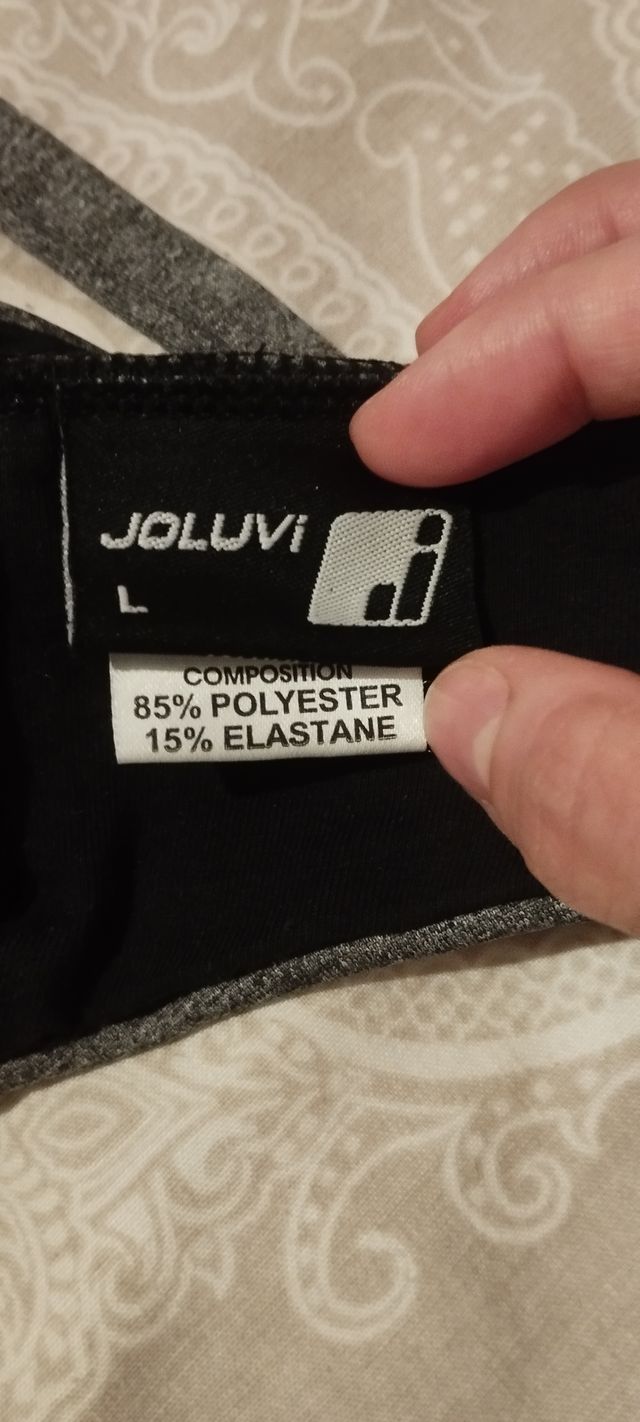 JOLUVi
L
COMPOSITION
85% POLYESTER
15% ELASTANE